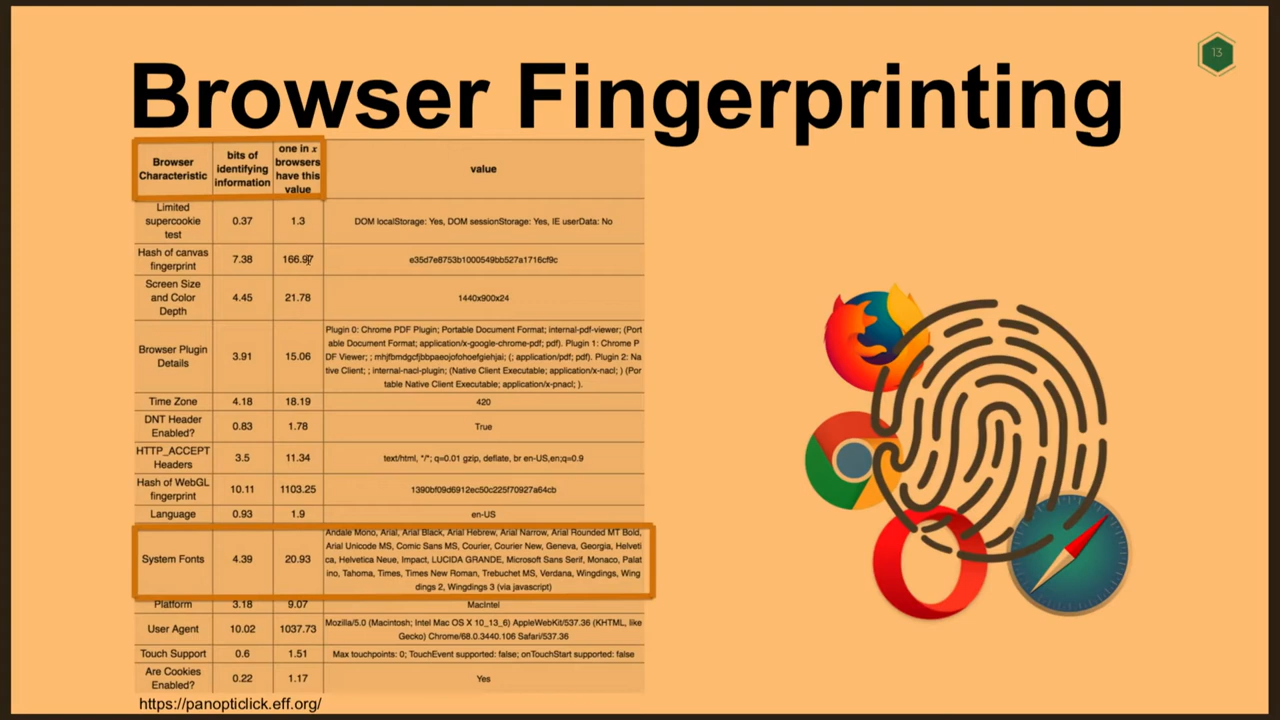 13
Browser Fingerprinting
Browser
Characteristic
bits of
identifying
information
one in x
browsers
have this
value
value
Limited
supercookie
test
0.37
1.3
DOM localStorage: Yes, DOM sessionStorage: Yes, IE userData: No
Hash of canvas
fingerprint
7.38
166.97
e35d7e8753b1000549bb527a1716cf9c
Screen Size
and Color
Depth
4.45
21.78
1440x900x24
Browser Plugin
Details
3.91
15.06
Plugin 0: Chrome PDF Plugin; Portable Document Format; internal-pdf-viewer; (Port
able Document Format; application/x-google-chrome-pdf; pdf). Plugin 1: Chrome P
DF Viewer; ; mhjfbmdgcfjbbpaeojofohoefgiehjai; (; application/pdf; pdf). Plugin 2: Na
tive Client; ; internal-nacl-plugin; (Native Client Executable; application/x-nacl; ) (Por
table Native Client Executable; application/x-pnacl; ).
Time Zone
4.18
18.19
420
DNT Header
Enabled?
0.83
1.78
True
HTTP_ACCEPT
Headers
3.5
11.34
text/html, */*; q=0.01 gzip, deflate, br en-US,en;q=0.9
Hash of WebGL
fingerprint
10.11
1103.25
1390bf09d6912ec50c225f70927a64cb
Language
0.93
1.9
en-US
System Fonts
4.39
20.93
Andale Mono, Arial, Arial Black, Arial Hebrew, Arial Narrow, Arial Rounded MT Bold,
Arial Unicode MS, Comic Sans MS, Courier, Courier New, Geneva, Georgia, Helveti
ca, Helvetica Neue, Impact, LUCIDA GRANDE, Microsoft Sans Serif, Monaco, Palat
ino, Tahoma, Times, Times New Roman, Trebuchet MS, Verdana, Wingdings, Wing
dings 2, Wingdings 3 (via javascript)
Platform
3.18
9.07
MacIntel
User Agent
10.02
1037.73
Mozilla/5.0 (Macintosh; Intel Mac OS X 10_13_6) AppleWebKit/537.36 (KHTML, like
Gecko) Chrome/68.0.3440.106 Safari/537.36
Touch Support
0.6
1.51
Max touchpoints: 0; TouchEvent supported: false; onTouchStart supported: false
Are Cookies
Enabled?
0.22
1.17
Yes
https://panopticlick.eff.org/